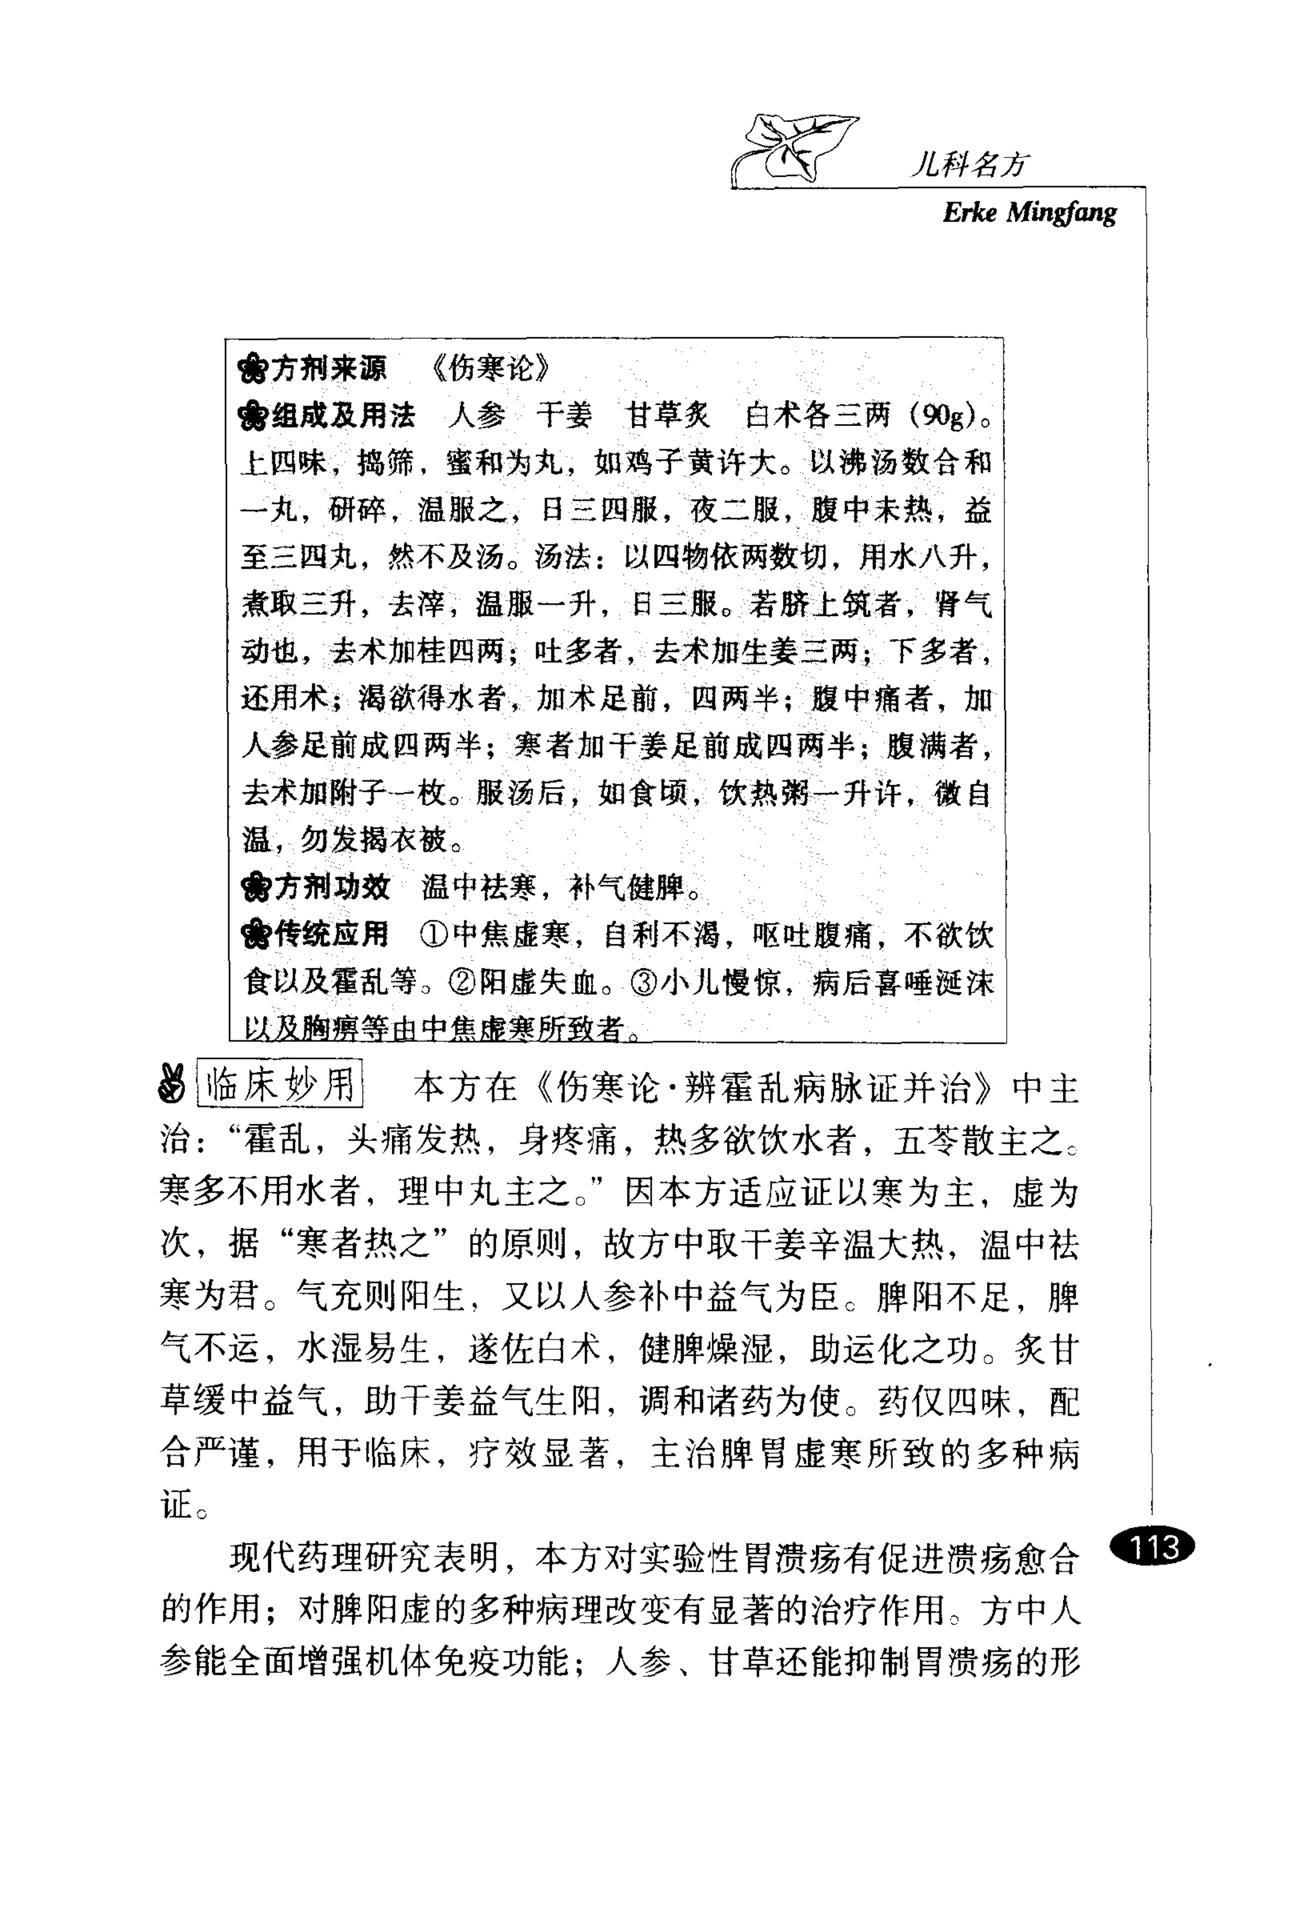 儿科名方
Erke Mingfang
方剂来源 《伤寒论》
组成及用法 人参 干姜 甘草炙 白术各三两（90g）。
上四味，捣筛，蜜和为丸，如鸡子黄许大。以沸汤数合和
一丸，研碎，温服之，日三四服，夜二服，腹中未热，益
至三四丸，然不及汤。汤法：以四物依两数切，用水八升，
煮取三升，去滓，温服一升，日三服。若脐上筑者，肾气
动也，去术加桂四两；吐多者，去术加生姜三两；下多者，
还用术；渴欲得水者，加术足前，四两半；腹中痛者，加
人参足前成四两半；寒者加干姜足前成四两半；腹满者，
去术加附子一枚。服汤后，如食顷，饮热粥一升许，微自
温，勿发揭衣被。
方剂功效 温中祛寒，补气健脾。
传统应用 ①中焦虚寒，自利不渴，呕吐腹痛，不欲饮
食以及霍乱等。②阳虚失血。③小儿慢惊，病后喜唾涎沫
以及胸痹等由中焦虚寒所致者。
临床妙用 本方在《伤寒论·辨霍乱病脉证并治》中主
治：“霍乱，头痛发热，身疼痛，热多欲饮水者，五苓散主之。
寒多不用水者，理中丸主之。”因本方适应证以寒为主，虚为
次，据“寒者热之”的原则，故方中取干姜辛温大热，温中祛
寒为君。气充则阳生，又以人参补中益气为臣。脾阳不足，脾
气不运，水湿易生，遂佐白术，健脾燥湿，助运化之功。炙甘
草缓中益气，助干姜益气生阳，调和诸药为使。药仅四味，配
合严谨，用于临床，疗效显著，主治脾胃虚寒所致的多种病
证。
现代药理研究表明，本方对实验性胃溃疡有促进溃疡愈合
的作用；对脾阳虚的多种病理改变有显著的治疗作用。方中人
参能全面增强机体免疫功能；人参、甘草还能抑制胃溃疡的形
113